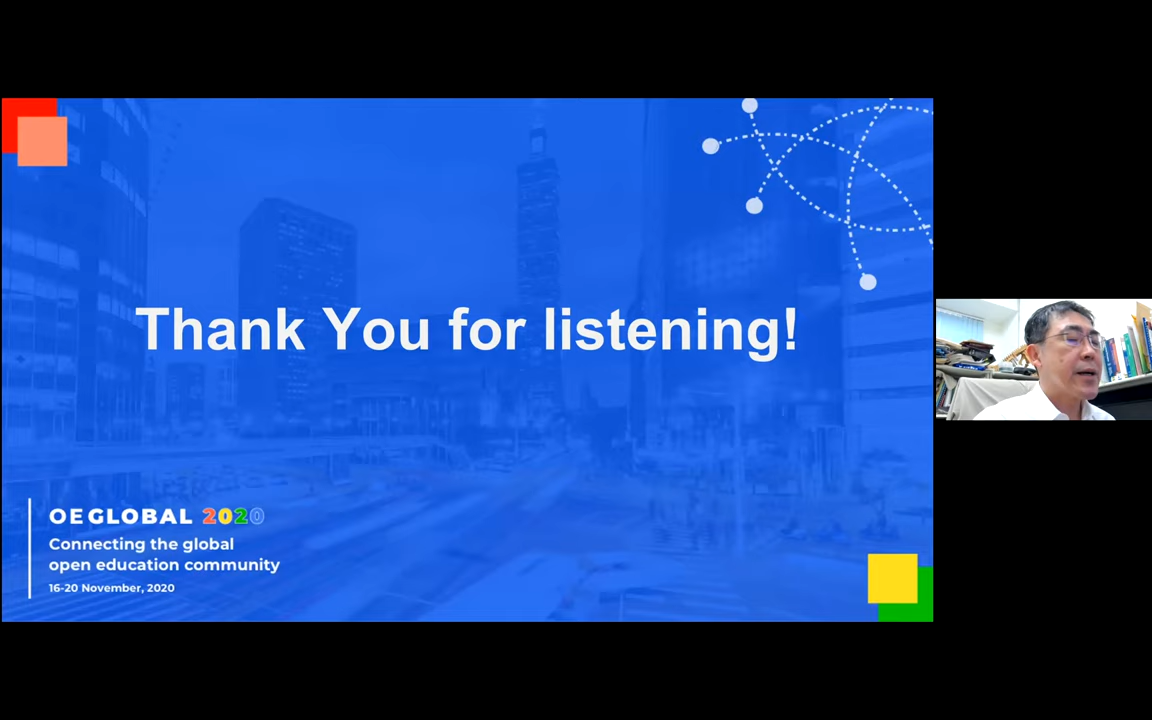 Thank You for listening!
OEGLOBAL 2020
Connecting the global
open education community
16-20 November, 2020